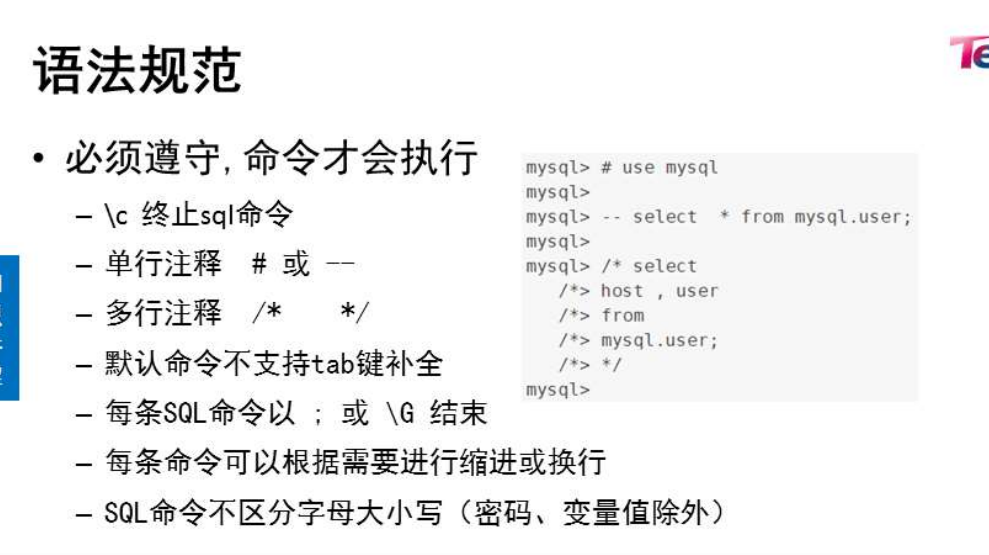 语法规范
• 必须遵守,命令才会执行
– \c 终止sql命令
– 单行注释 # 或 --
– 多行注释 /* */
– 默认命令不支持tab键补全
– 每条SQL命令以 ; 或 \G 结束
– 每条命令可以根据需要进行缩进或换行
– SQL命令不区分字母大小写（密码、变量值除外）
mysql> # use mysql
mysql>
mysql> -- select  * from mysql.user;
mysql>
mysql> /* select
/*> host , user
/*> from
/*> mysql.user;
/*> */
mysql>
Te